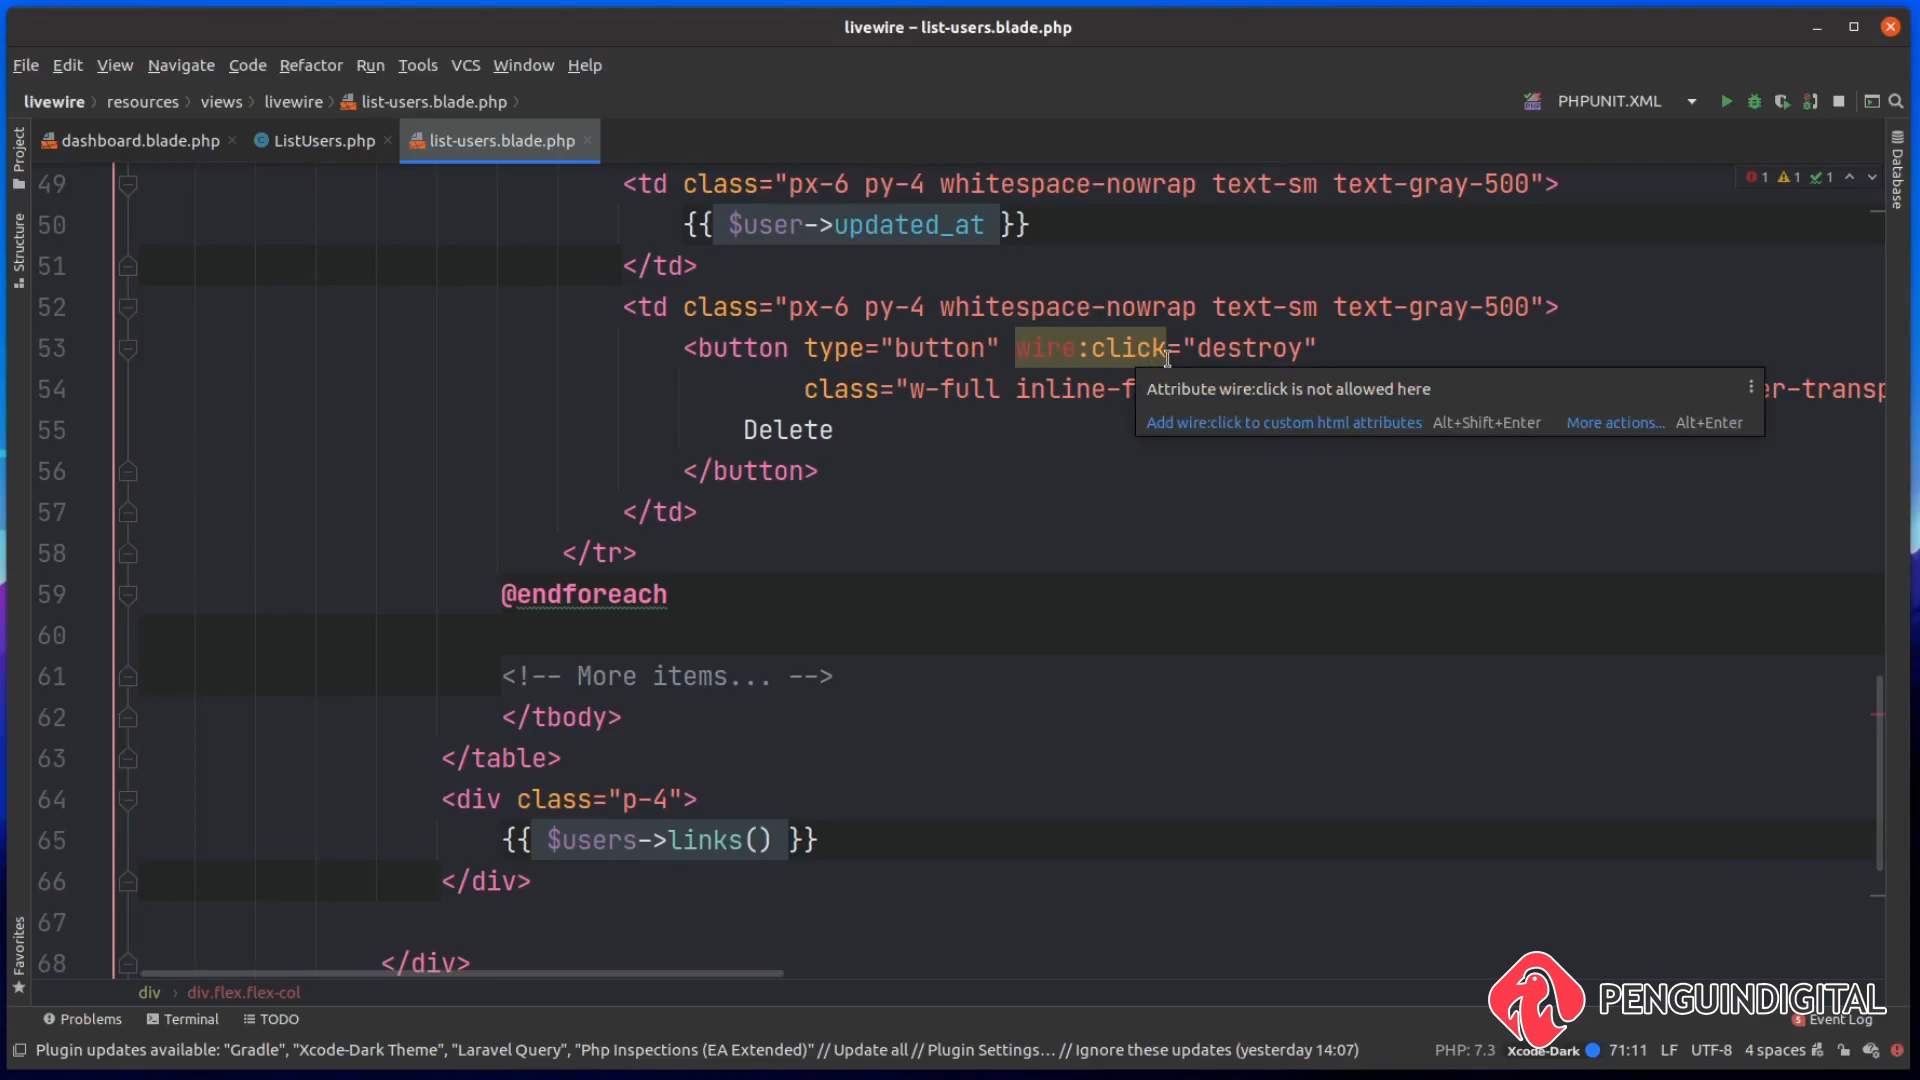 livewire – list-users.blade.php
File Edit View Navigate Code Refactor Run Tools VCS Window Help
livewire resources views livewire list-users.blade.php
PHPUNIT.XML
dashboard.blade.php ListUsers.php list-users.blade.php
Project
Structure
Favorites
Database
1 1 1
49 <td class="px-6 py-4 whitespace-nowrap text-sm text-gray-500">
50 {{ $user->updated_at }}
51 </td>
52 <td class="px-6 py-4 whitespace-nowrap text-sm text-gray-500">
53 <button type="button" wire:click="destroy"
54 class="w-full inline-f er-transp
Attribute wire:click is not allowed here
Add wire:click to custom html attributes Alt+Shift+Enter More actions... Alt+Enter
55 Delete
56 </button>
57 </td>
58 </tr>
59 @endforeach
60
61 <!-- More items... -->
62 </tbody>
63 </table>
64 <div class="p-4">
65 {{ $users->links() }}
66 </div>
67
68 </div>
div div.flex.flex-col
PENGUINDIGITAL
Problems Terminal TODO
5 Event Log
Plugin updates available: "Gradle", "Xcode-Dark Theme", "Laravel Query", "Php Inspections (EA Extended)" // Update all // Plugin Settings... // Ignore these updates (yesterday 14:07)
PHP: 7.3 Xcode-Dark 71:11 LF UTF-8 4 spaces